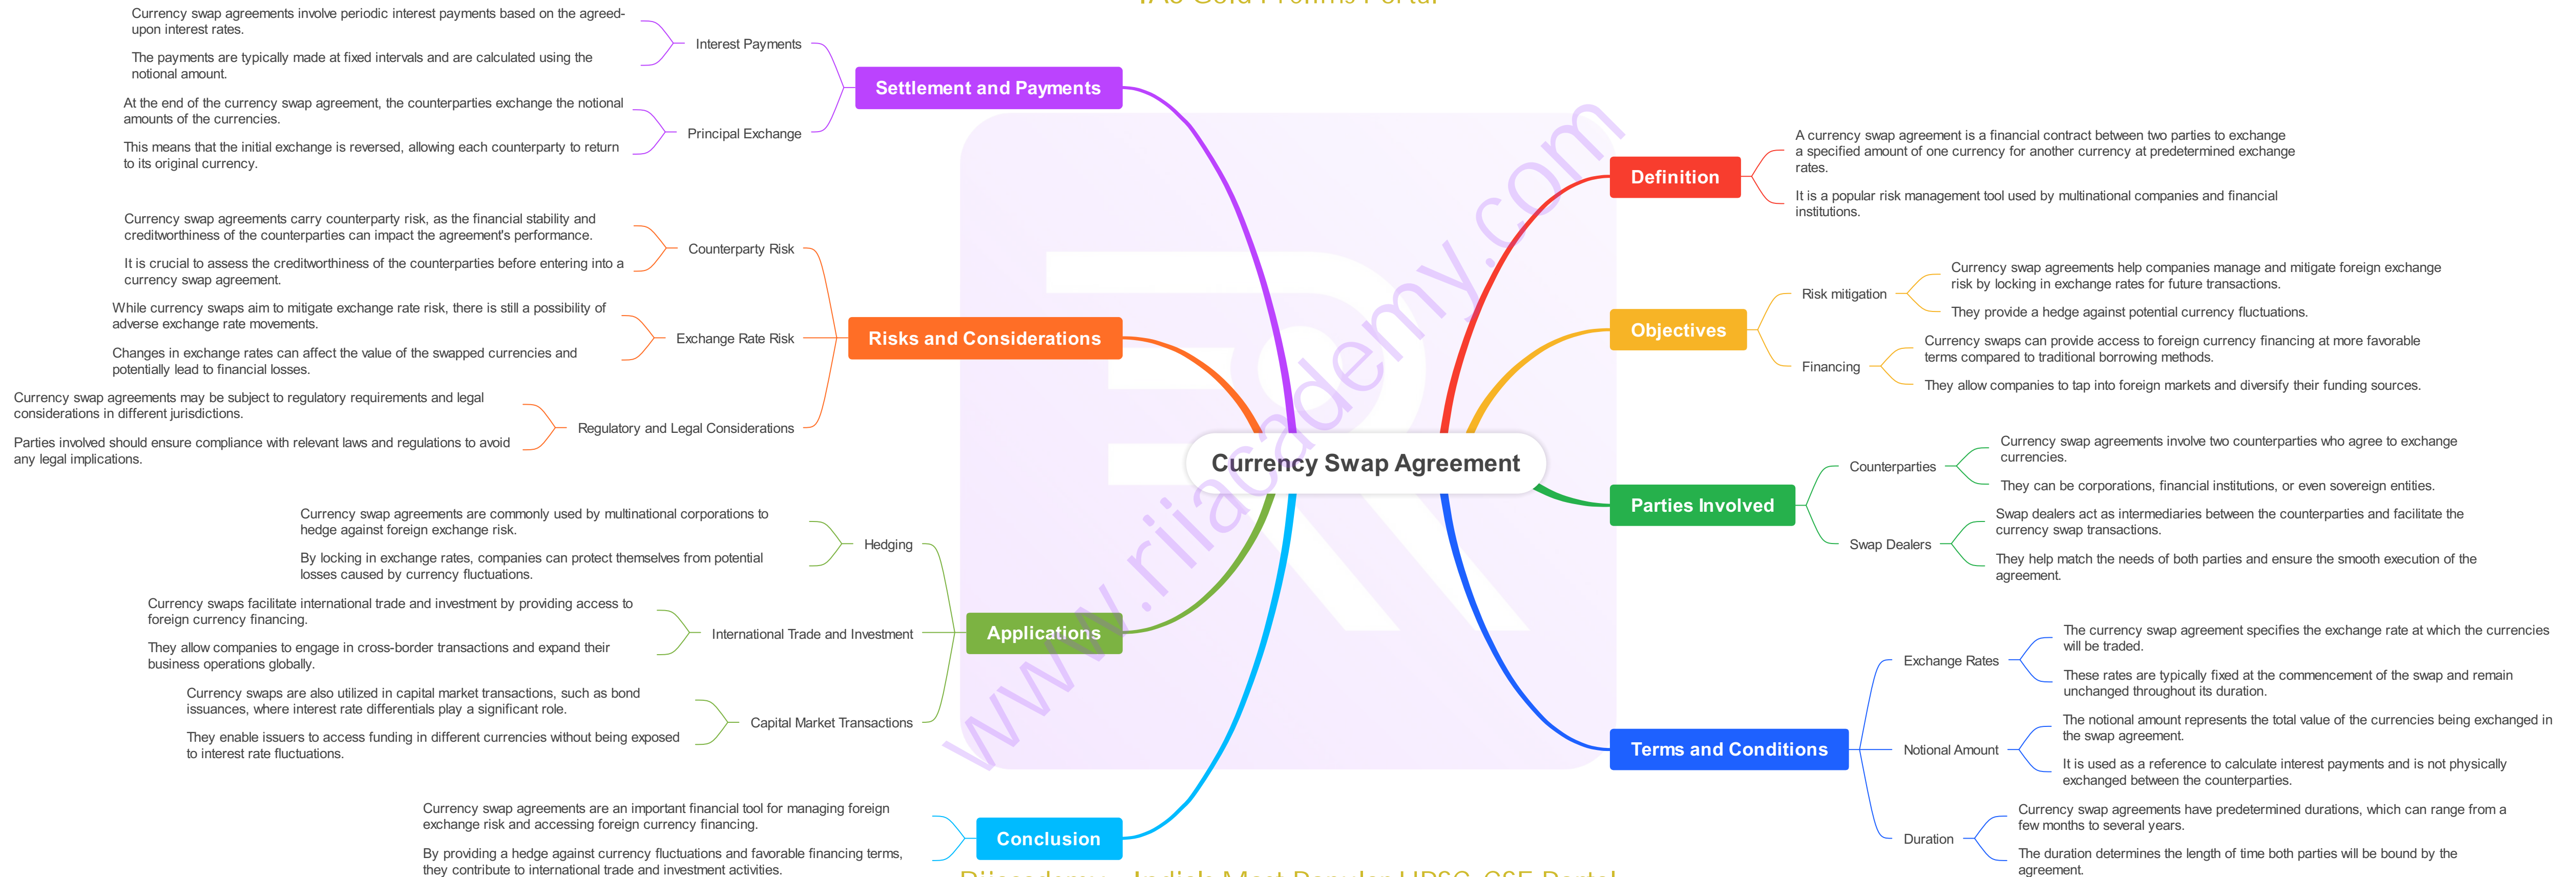 Currency Swap Agreement
Definition
A currency swap agreement is a financial contract between two parties to exchange
a specified amount of one currency for another currency at predetermined exchange
rates.
It is a popular risk management tool used by multinational companies and financial
institutions.
Objectives
Risk mitigation
Currency swap agreements help companies manage and mitigate foreign exchange
risk by locking in exchange rates for future transactions.
They provide a hedge against potential currency fluctuations.
Financing
Currency swaps can provide access to foreign currency financing at more favorable
terms compared to traditional borrowing methods.
They allow companies to tap into foreign markets and diversify their funding sources.
Parties Involved
Counterparties
Currency swap agreements involve two counterparties who agree to exchange
currencies.
They can be corporations, financial institutions, or even sovereign entities.
Swap Dealers
Swap dealers act as intermediaries between the counterparties and facilitate the
currency swap transactions.
They help match the needs of both parties and ensure the smooth execution of the
agreement.
Terms and Conditions
Exchange Rates
The currency swap agreement specifies the exchange rate at which the currencies
will be traded.
These rates are typically fixed at the commencement of the swap and remain
unchanged throughout its duration.
Notional Amount
The notional amount represents the total value of the currencies being exchanged in
the swap agreement.
It is used as a reference to calculate interest payments and is not physically
exchanged between the counterparties.
Duration
Currency swap agreements have predetermined durations, which can range from a
few months to several years.
The duration determines the length of time both parties will be bound by the
agreement.
Settlement and Payments
Interest Payments
Currency swap agreements involve periodic interest payments based on the agreed-
upon interest rates.
The payments are typically made at fixed intervals and are calculated using the
notional amount.
Principal Exchange
At the end of the currency swap agreement, the counterparties exchange the notional
amounts of the currencies.
This means that the initial exchange is reversed, allowing each counterparty to return
to its original currency.
Risks and Considerations
Counterparty Risk
Currency swap agreements carry counterparty risk, as the financial stability and
creditworthiness of the counterparties can impact the agreement's performance.
It is crucial to assess the creditworthiness of the counterparties before entering into a
currency swap agreement.
Exchange Rate Risk
While currency swaps aim to mitigate exchange rate risk, there is still a possibility of
adverse exchange rate movements.
Changes in exchange rates can affect the value of the swapped currencies and
potentially lead to financial losses.
Regulatory and Legal Considerations
Currency swap agreements may be subject to regulatory requirements and legal
considerations in different jurisdictions.
Parties involved should ensure compliance with relevant laws and regulations to avoid
any legal implications.
Applications
Hedging
Currency swap agreements are commonly used by multinational corporations to
hedge against foreign exchange risk.
By locking in exchange rates, companies can protect themselves from potential
losses caused by currency fluctuations.
International Trade and Investment
Currency swaps facilitate international trade and investment by providing access to
foreign currency financing.
They allow companies to engage in cross-border transactions and expand their
business operations globally.
Capital Market Transactions
Currency swaps are also utilized in capital market transactions, such as bond
issuances, where interest rate differentials play a significant role.
They enable issuers to access funding in different currencies without being exposed
to interest rate fluctuations.
Conclusion
Currency swap agreements are an important financial tool for managing foreign
exchange risk and accessing foreign currency financing.
By providing a hedge against currency fluctuations and favorable financing terms,
they contribute to international trade and investment activities.
www.rijacademy.com